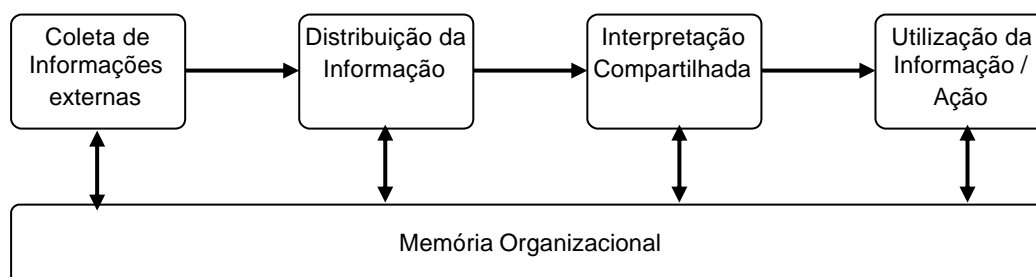 Coleta de
Informações
externas
Distribuição da
Informação
Interpretação
Compartilhada
Utilização da
Informação /
Ação
Memória Organizacional